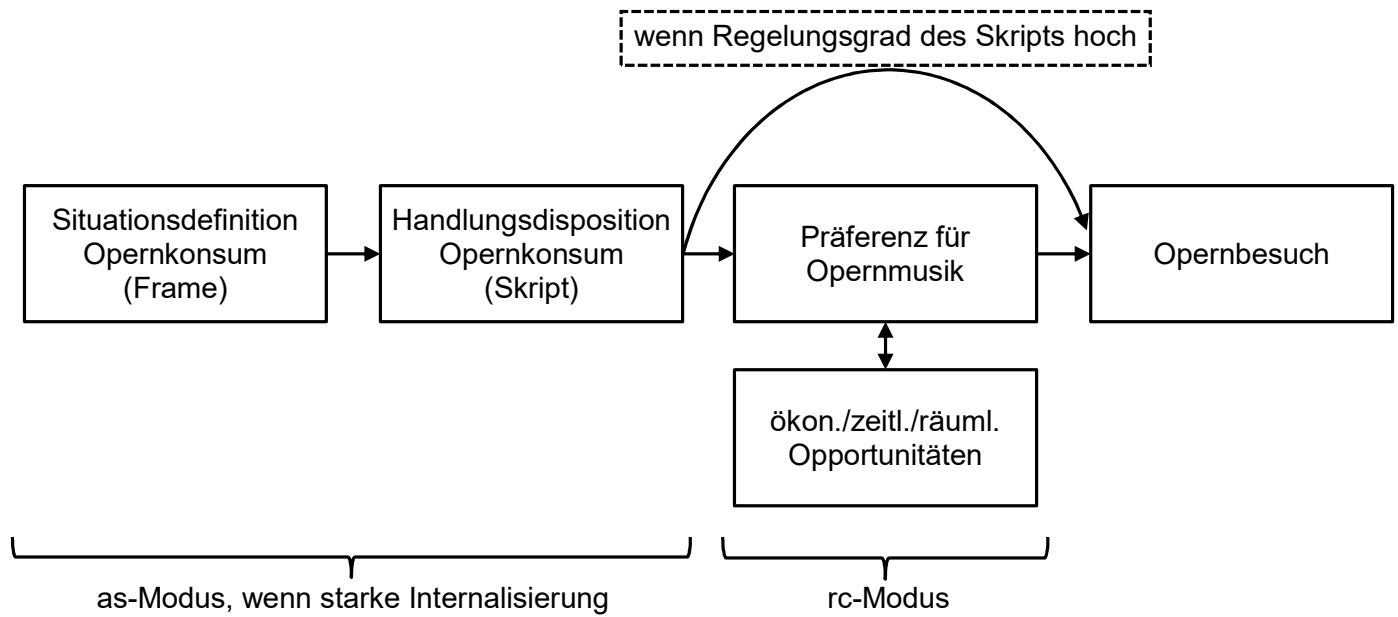 wenn Regelungsgrad des Skripts hoch
Situationsdefinition
Opernkonsum
(Frame)
Handlungsdisposition
Opernkonsum
(Skript)
Präferenz für
Opernmusik
Opernbesuch
ökon./zeitl./räuml.
Opportunitäten
as-Modus, wenn starke Internalisierung
rc-Modus